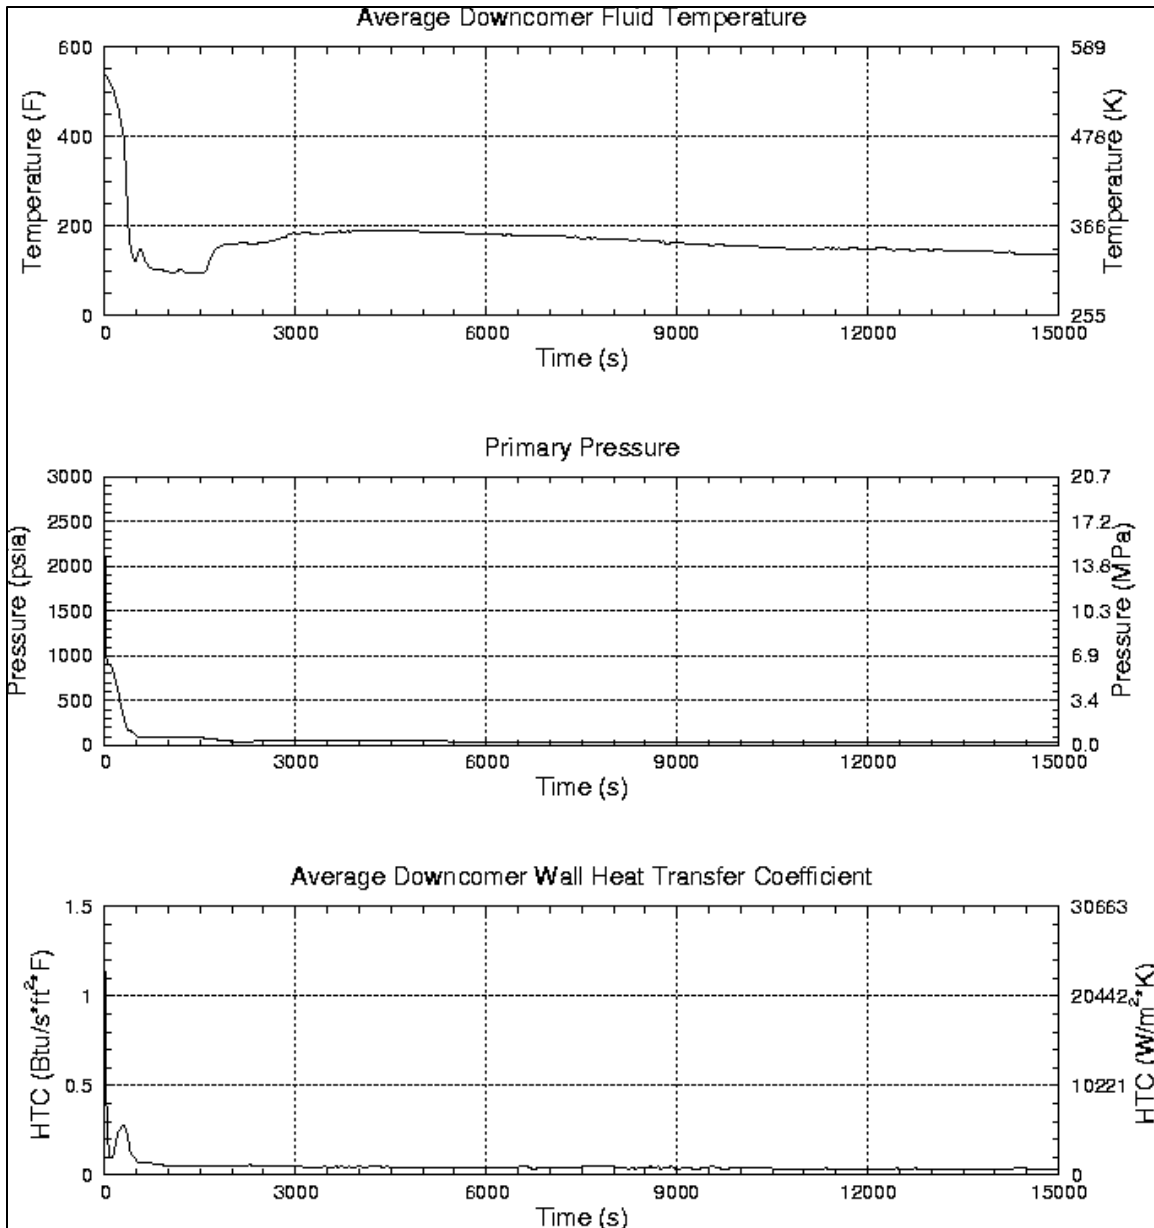 Average Downcomer Fluid Temperature
600
400
200
0
589
478
366
255
Temperature (F)
Temperature (K)
0 3000 6000 9000 12000 15000
Time (s)
Primary Pressure
3000
2500
2000
1500
1000
500
0
20.7
17.2
13.8
10.3
6.9
3.4
0.0
Pressure (psia)
Pressure (MPa)
0 3000 6000 9000 12000 15000
Time (s)
Average Downcomer Wall Heat Transfer Coefficient
1.5
1
0.5
0
30663
20442
10221
0
HTC (Btu/s*ft²*F)
HTC (W/m²*K)
0 3000 6000 9000 12000 15000
Time (s)